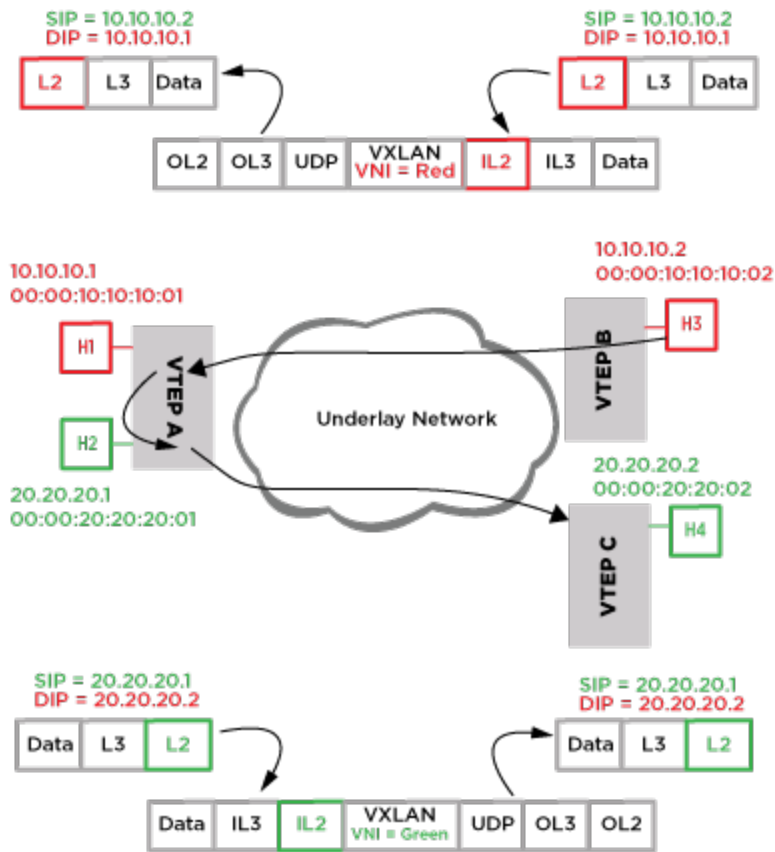 SIP = 10.10.10.2
DIP = 10.10.10.1
L2 L3 Data
SIP = 10.10.10.2
DIP = 10.10.10.1
L2 L3 Data
OL2 OL3 UDP VXLAN VNI = Red IL2 IL3 Data
10.10.10.1
00:00:10:10:10:01
10.10.10.2
00:00:10:10:10:02
H1
VTEP A
H2
20.20.20.1
00:00:20:20:20:01
Underlay Network
VTEP B
H3
20.20.20.2
00:00:20:20:02
VTEP C
H4
SIP = 20.20.20.1
DIP = 20.20.20.2
Data L3 L2
SIP = 20.20.20.1
DIP = 20.20.20.2
Data L3 L2
Data IL3 IL2 VXLAN VNI = Green UDP OL3 OL2